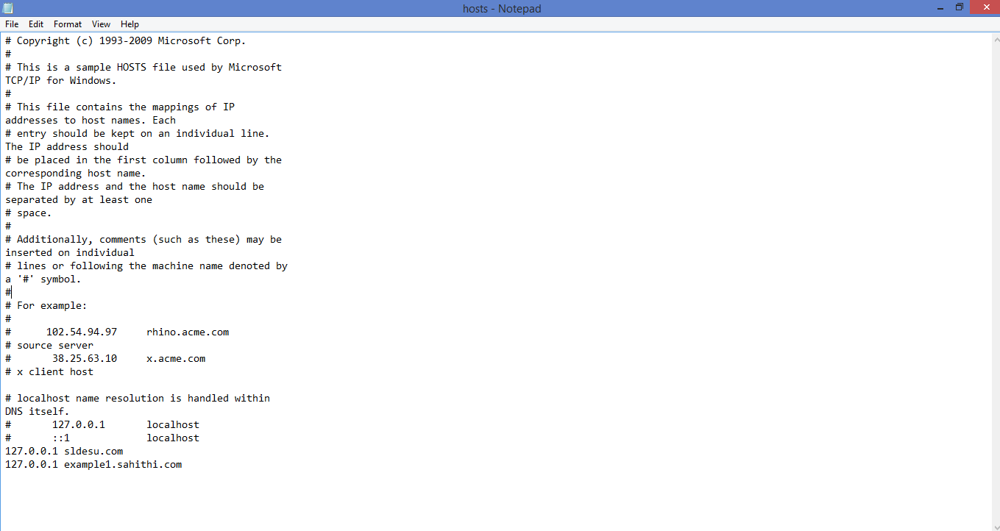 hosts - Notepad
File Edit Format View Help
# Copyright (c) 1993-2009 Microsoft Corp.
#
# This is a sample HOSTS file used by Microsoft
TCP/IP for Windows.
#
# This file contains the mappings of IP
addresses to host names. Each
# entry should be kept on an individual line.
The IP address should
# be placed in the first column followed by the
corresponding host name.
# The IP address and the host name should be
separated by at least one
# space.
#
# Additionally, comments (such as these) may be
inserted on individual
# lines or following the machine name denoted by
a '#' symbol.
#
# For example:
#
#      102.54.94.97     rhino.acme.com
# source server
#       38.25.63.10     x.acme.com
# x client host

# localhost name resolution is handled within
DNS itself.
#       127.0.0.1       localhost
#       ::1             localhost
127.0.0.1 sldesu.com
127.0.0.1 example1.sahithi.com